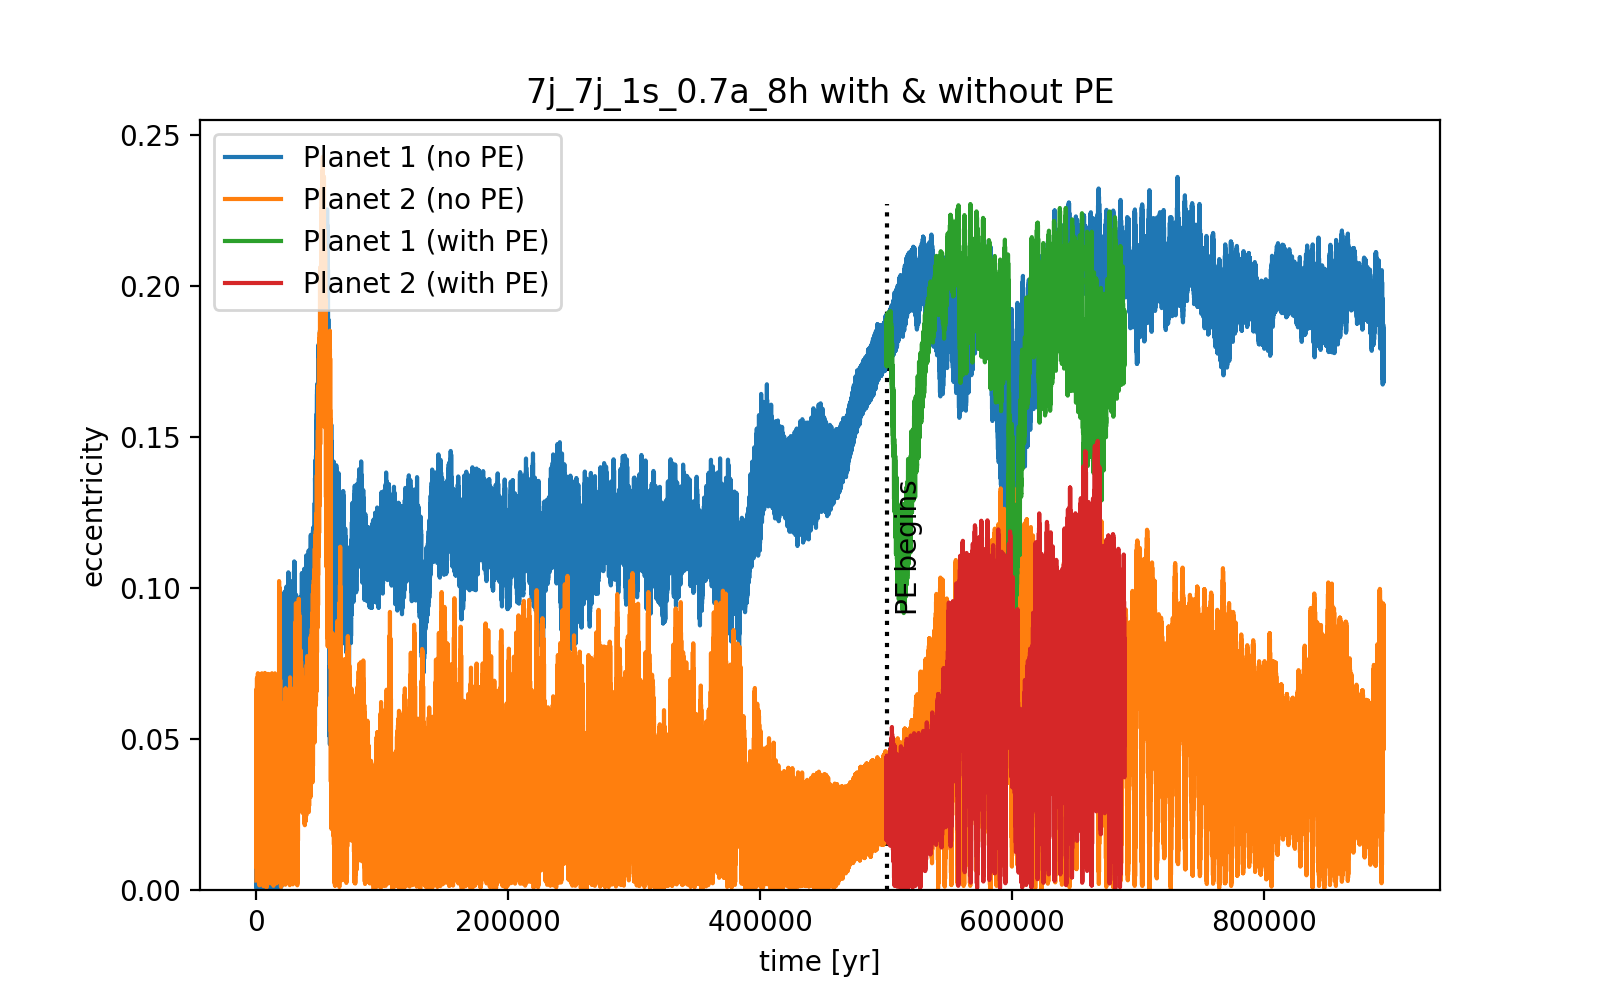 7j_7j_1s_0.7a_8h with & without PE
Planet 1 (no PE)
Planet 2 (no PE)
Planet 1 (with PE)
Planet 2 (with PE)
0.25
0.20
0.15
0.10
0.05
0.00
eccentricity
PE begins
0
200000
400000
600000
800000
time [yr]